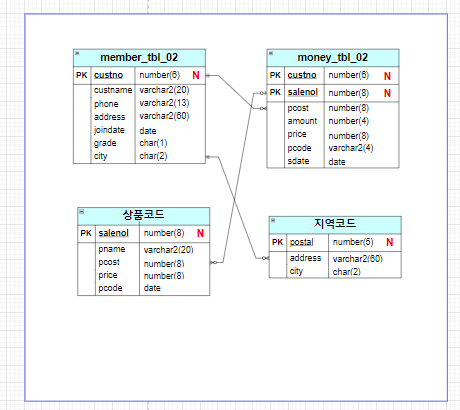 member_tbl_02
PK custno number(6) N
custname varchar2(20)
phone varchar2(13)
address varchar2(60)
joindate date
grade char(1)
city char(2)
money_tbl_02
PK custno number(6) N
PK salenol number(8) N
pcost number(8)
amount number(4)
price number(8)
pcode varchar2(4)
sdate date
상품코드
PK salenol number(8) N
pname varchar2(20)
pcost number(8)
price number(8)
pcode date
지역코드
PK postal number(5) N
address varchar2(60)
city char(2)